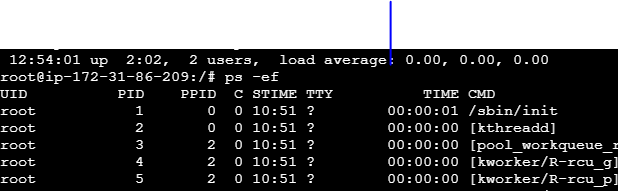 12:54:01 up  2:02,  2 users,  load average: 0.00, 0.00, 0.00
root@ip-172-31-86-209:/# ps -ef
UID          PID    PPID  C STIME TTY          TIME CMD
root           1       0  0 10:51 ?        00:00:01 /sbin/init
root           2       0  0 10:51 ?        00:00:00 [kthreadd]
root           3       2  0 10:51 ?        00:00:00 [pool_workqueue_r
root           4       2  0 10:51 ?        00:00:00 [kworker/R-rcu_g]
root           5       2  0 10:51 ?        00:00:00 [kworker/R-rcu_p]